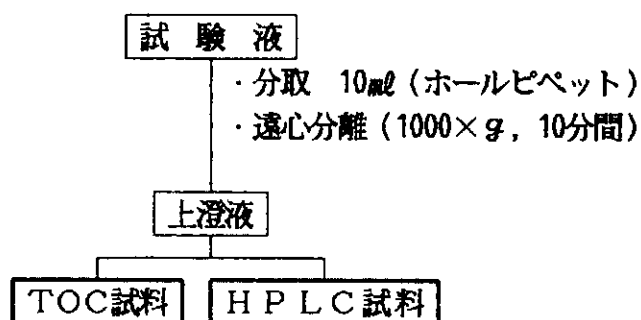 試 験 液
・分取 10ml(ホールピペット)
・遠心分離(1000×g,10分間)
上澄液
TOC試料 HPLC試料